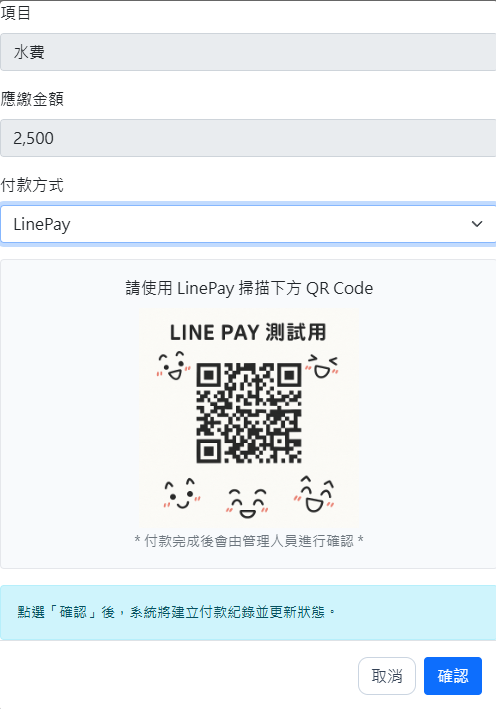 項目
水費
應繳金額
2,500
付款方式
LinePay
請使用 LinePay 掃描下方 QR Code
LINE PAY 測試用
* 付款完成後會由管理人員進行確認 *
點選「確認」後，系統將建立付款紀錄並更新狀態。
取消
確認